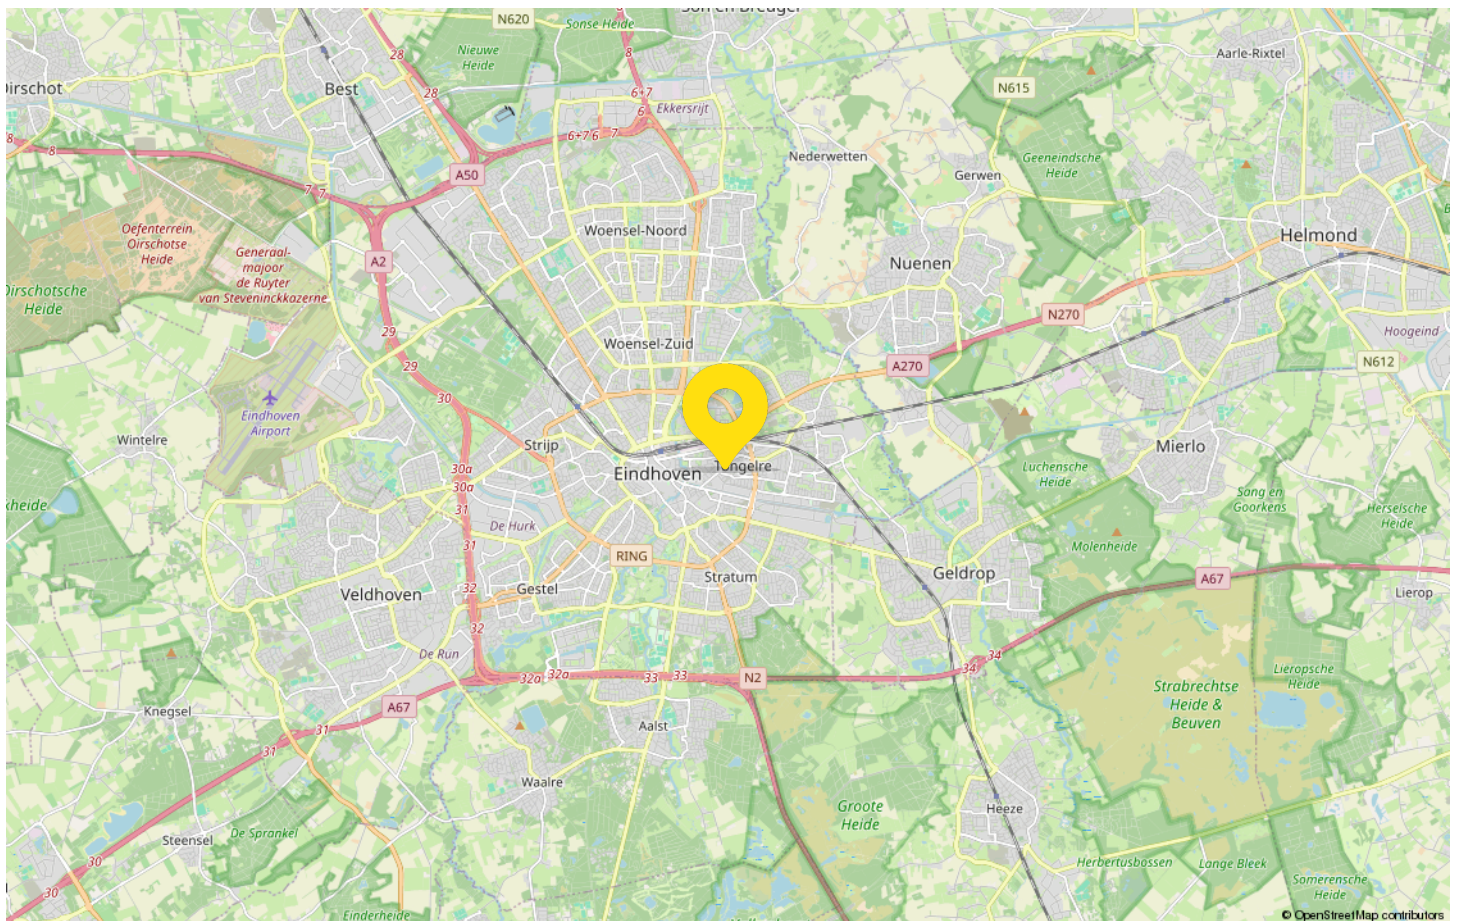 Son en Breugel
N620
Sonse Heide
28
8
Nieuwe
Heide
Aarle-Rixtel
Best
28
6+7
N615
Ekkersrijt
6
6+7
6
7
8
8
A50
Nederwetten
Geeneindsche
Heide
Gerwen
7
7
Oefenterrein
Oirschotse
Heide
Woensel-Noord
Helmond
Generaal-
majoor
de Ruyter
van Steveninckkazerne
A2
Nuenen
Oirschotsche
Heide
N270
29
Hoogeind
Woensel-Zuid
29
A270
N612
30
Eindhoven
Airport
Wintelre
Strijp
Mierlo
30a
Eindhoven
Tongelre
Luchensche
Heide
30a
Sang en
Goorkens
31
Herselsche
Heide
De Hurk
31
RING
Molenheide
Stratum
Geldrop
A67
32
Gestel
Veldhoven
Lierop
32
De Run
34
34
Lieropsche
Heide
32a
32a
33
33
N2
Strabrechtse
Heide &
Beuven
Knegsel
A67
31
31
Aalst
Waalre
Groote
Heide
Heeze
De Sprankel
Steensel
30
Herbertusbossen
Lange Bleek
30
Somerensche
Heide
Einderheide
© OpenStreetMap contributors